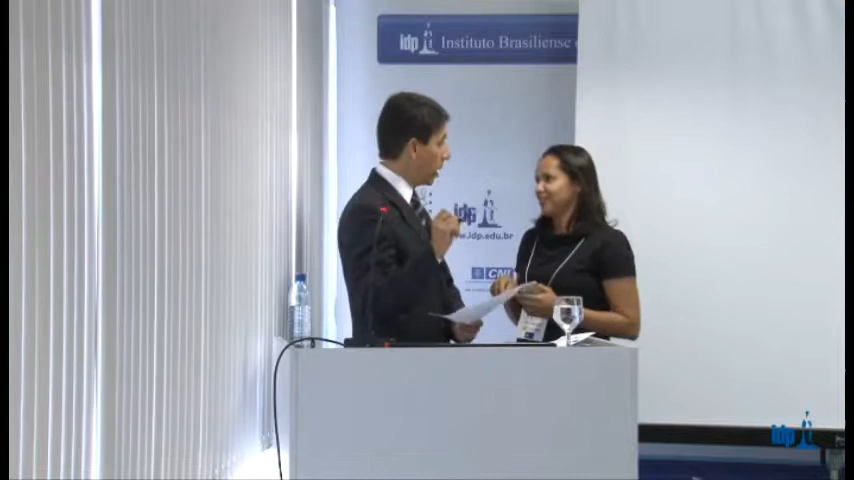 idp Instituto Brasiliense
idp
www.idp.edu.br
CNI
idp